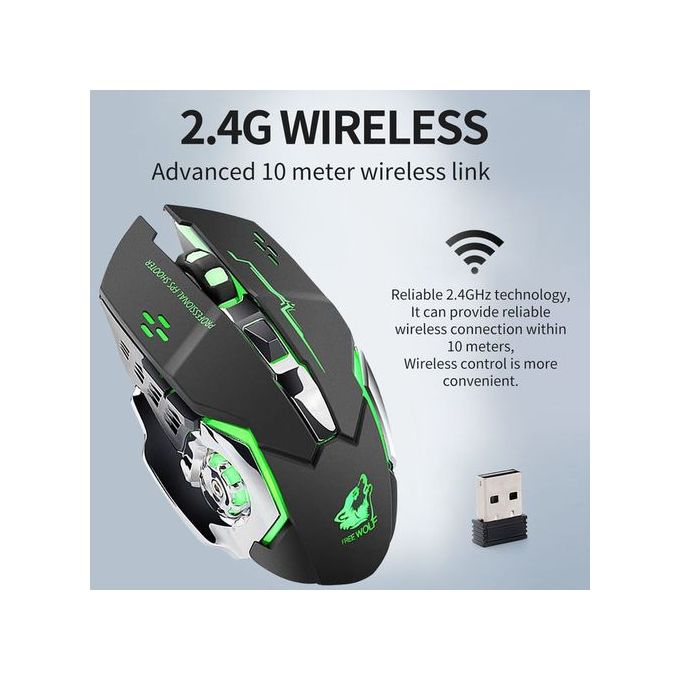 2.4G WIRELESS
Advanced 10 meter wireless link
Reliable 2.4GHz technology,
It can provide reliable
wireless connection within
10 meters,
Wireless control is more
convenient.
PROFESSIONAL FPS SHOOTER
FREE WOLF